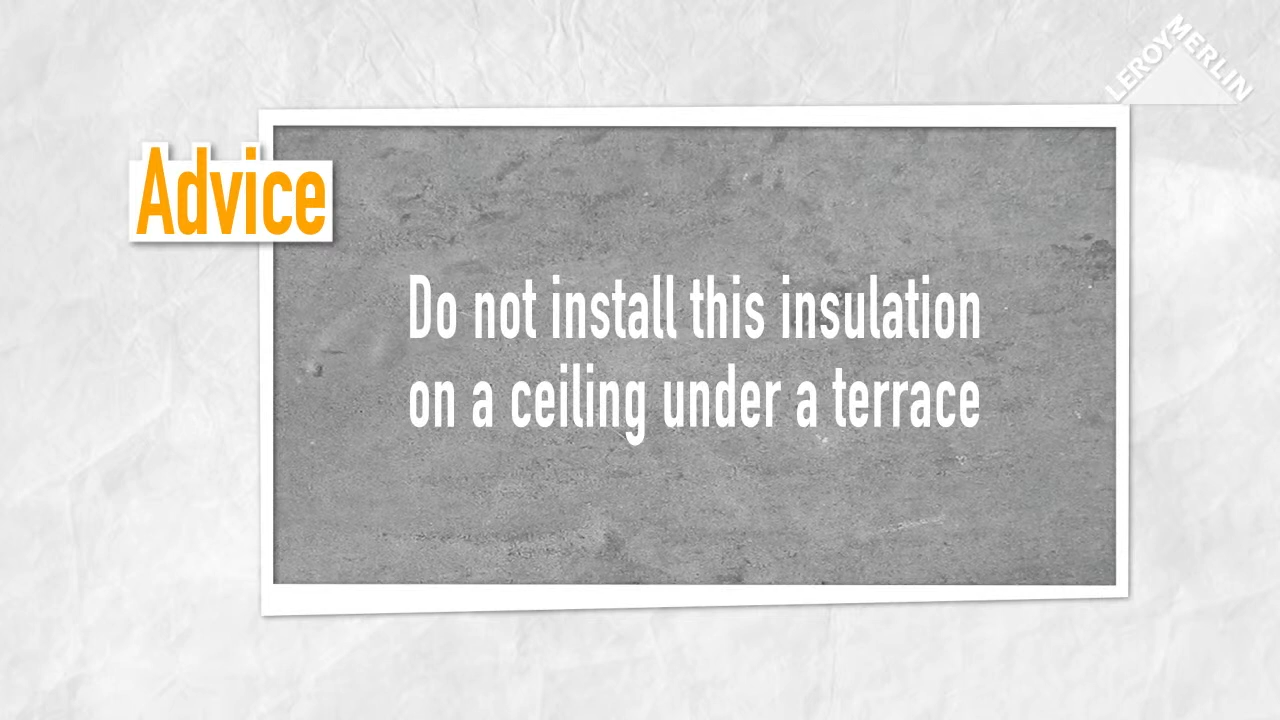 LEROY MERLIN
Advice
Do not install this insulation
on a ceiling under a terrace